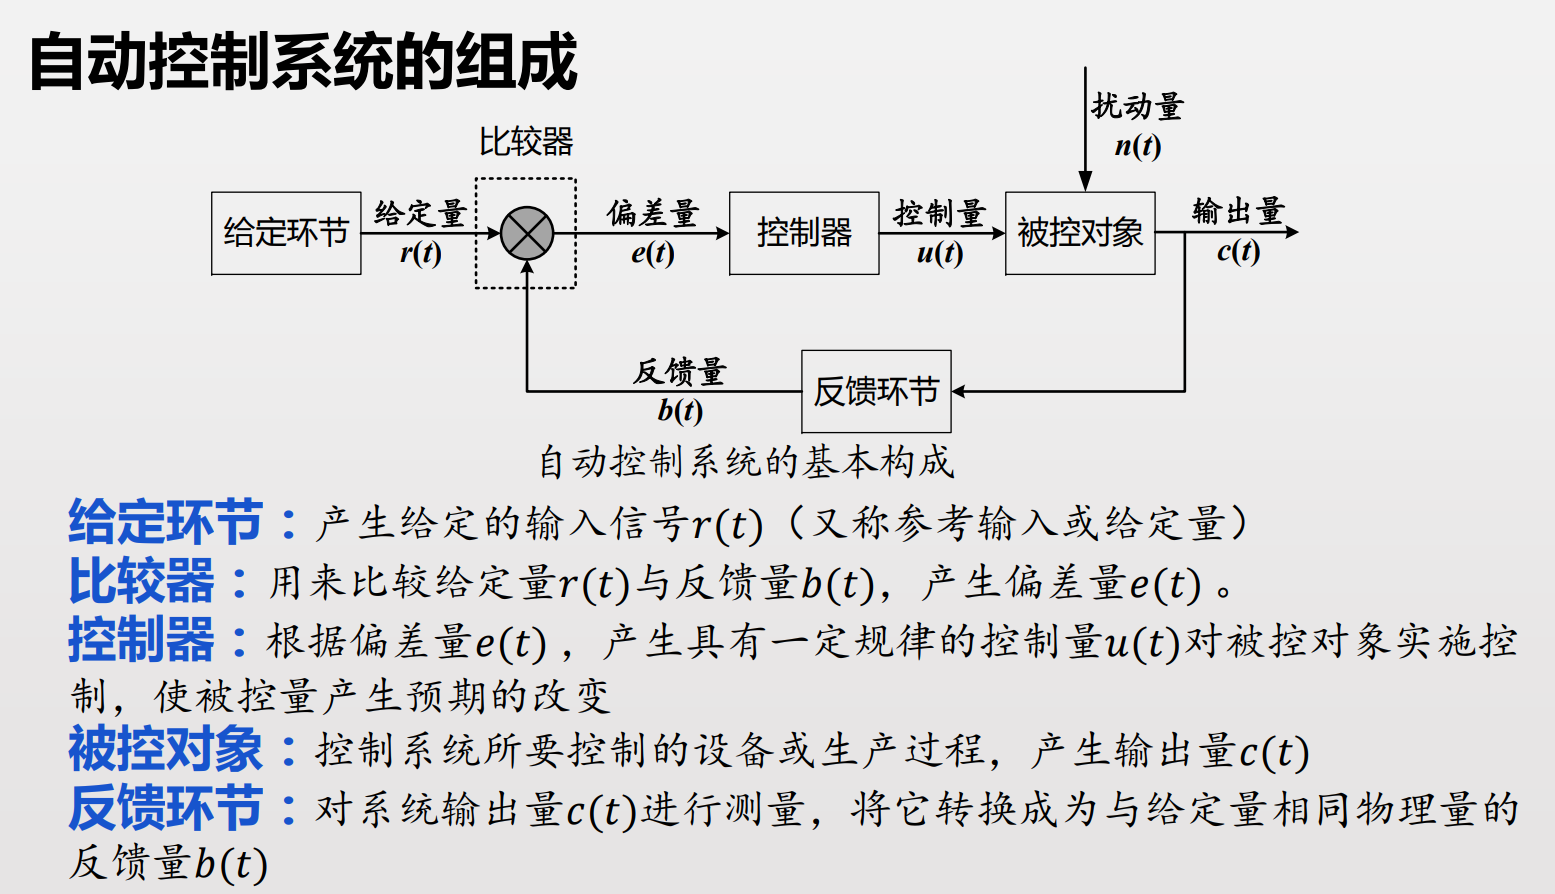 自动控制系统的组成
扰动量
n(t)
比较器
给定环节
给定量
r(t)
偏差量
e(t)
控制器
控制量
u(t)
被控对象
输出量
c(t)
反馈量
b(t)
反馈环节
自动控制系统的基本构成
给定环节：产生给定的输入信号r(t)（又称参考输入或给定量）
比较器：用来比较给定量r(t)与反馈量b(t)，产生偏差量e(t) 。
控制器：根据偏差量e(t) ，产生具有一定规律的控制量u(t)对被控对象实施控
制，使被控量产生预期的改变
被控对象：控制系统所要控制的设备或生产过程，产生输出量c(t)
反馈环节：对系统输出量c(t)进行测量，将它转换成为与给定量相同物理量的
反馈量b(t)